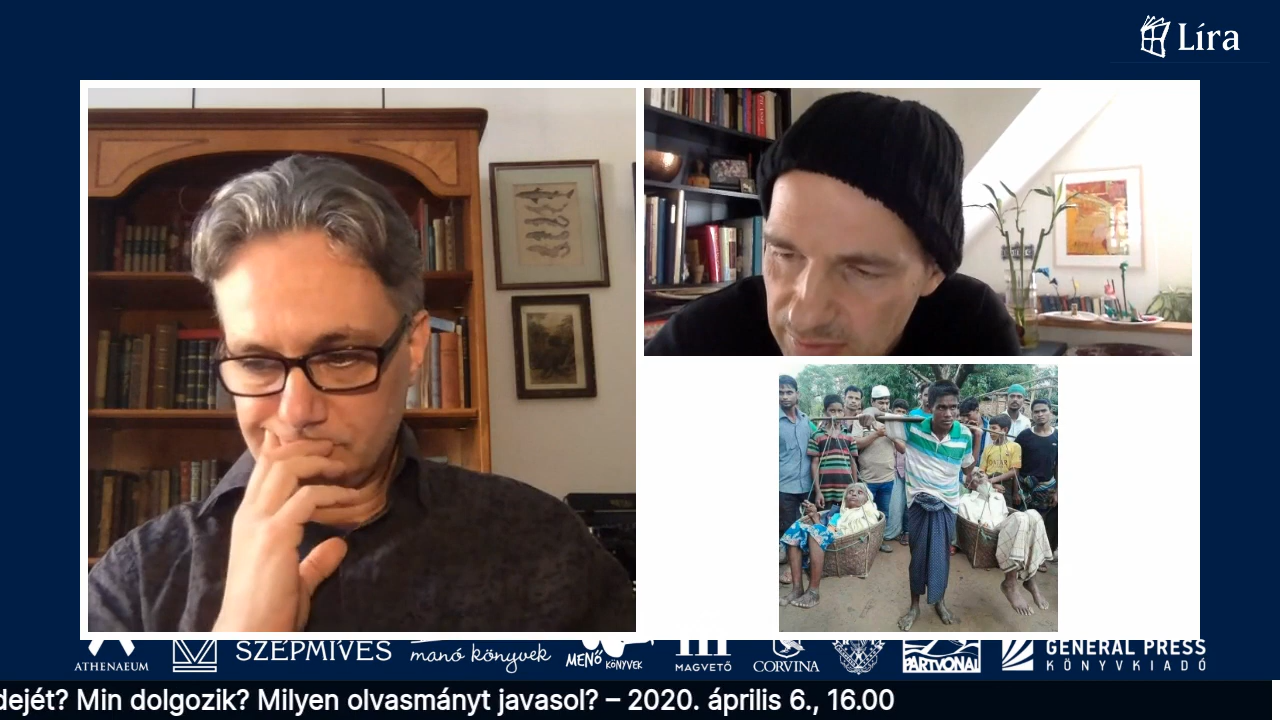 Líra
ATHENAEUM
SZÉPMÍVES
manó könyvek
MENŐ KÖNYVEK
MAGVETŐ
CORVINA
PARTVONAL
GENERAL PRESS
KÖNYVKIADÓ
dejét? Min dolgozik? Milyen olvasmányt javasol? – 2020. április 6., 16.00